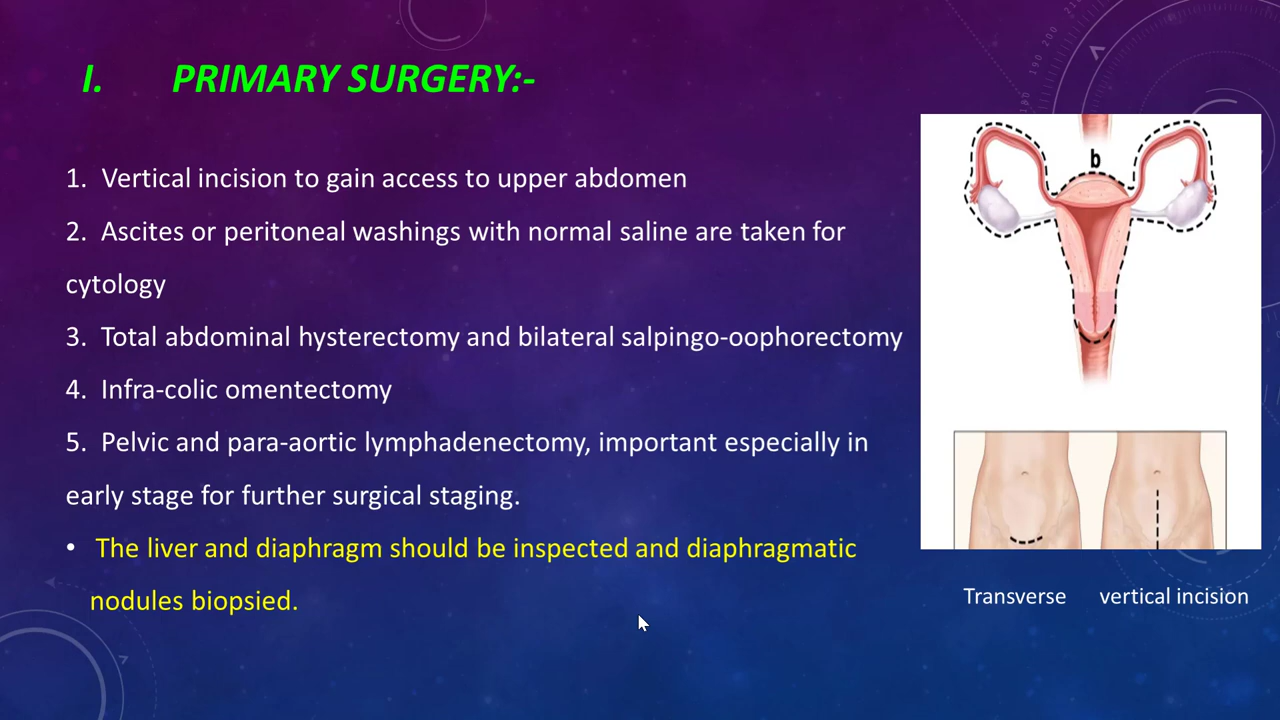 I. PRIMARY SURGERY:-
1. Vertical incision to gain access to upper abdomen
2. Ascites or peritoneal washings with normal saline are taken for
cytology
3. Total abdominal hysterectomy and bilateral salpingo-oophorectomy
4. Infra-colic omentectomy
5. Pelvic and para-aortic lymphadenectomy, important especially in
early stage for further surgical staging.
• The liver and diaphragm should be inspected and diaphragmatic
nodules biopsied.
b
Transverse vertical incision
190 200